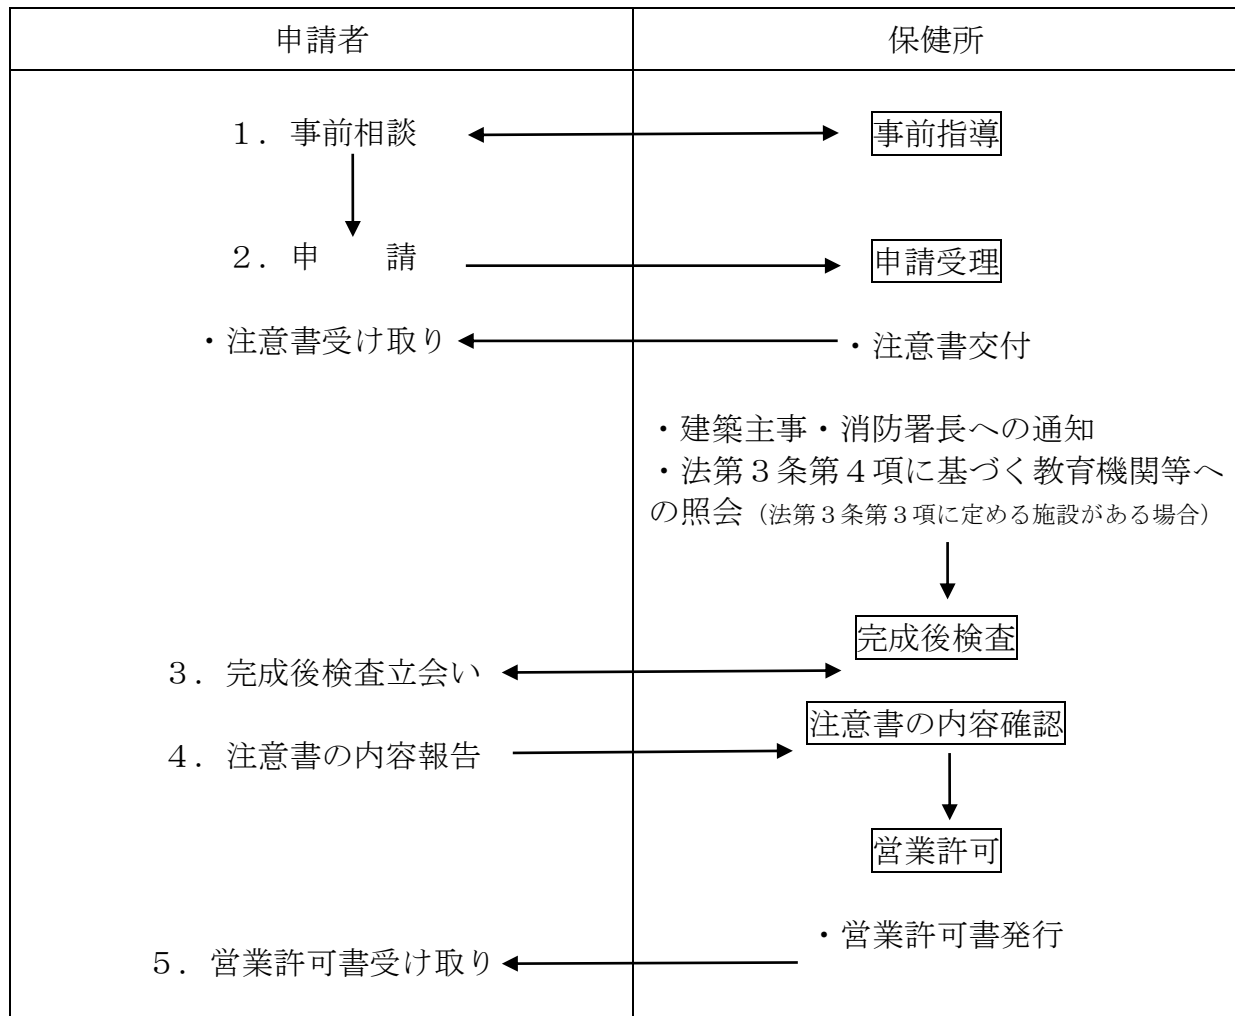 申請者
保健所
１．事前相談
事前指導
２．申　　請
申請受理
・注意書受け取り
・注意書交付
・建築主事・消防署長への通知
・法第３条第４項に基づく教育機関等へ
の照会（法第３条第３項に定める施設がある場合）
完成後検査
３．完成後検査立会い
注意書の内容確認
４．注意書の内容報告
営業許可
・営業許可書発行
５．営業許可書受け取り